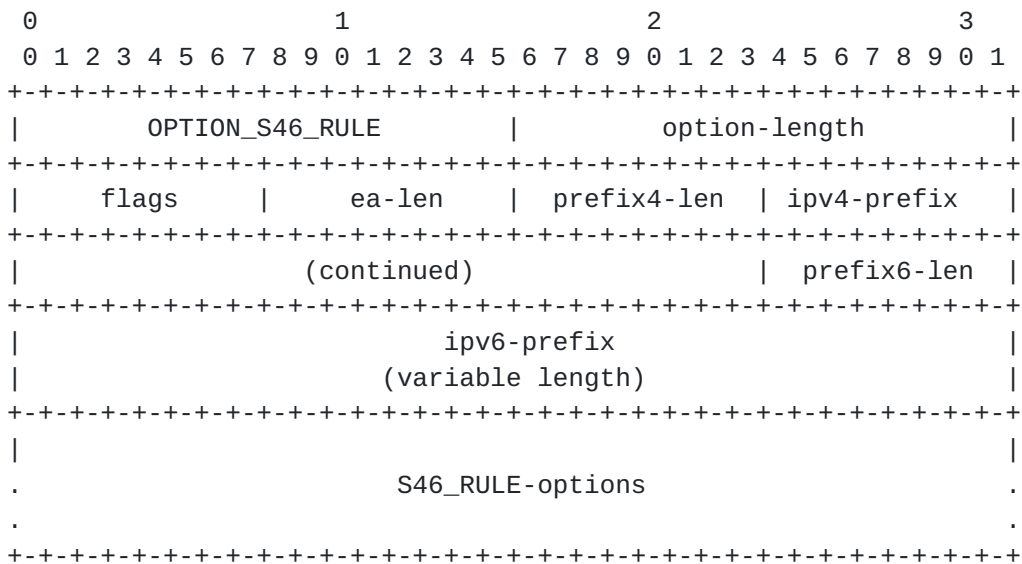 0                   1                   2                   3
 0 1 2 3 4 5 6 7 8 9 0 1 2 3 4 5 6 7 8 9 0 1 2 3 4 5 6 7 8 9 0 1
+-+-+-+-+-+-+-+-+-+-+-+-+-+-+-+-+-+-+-+-+-+-+-+-+-+-+-+-+-+-+-+-+
|        OPTION_S46_RULE        |         option-length         |
+-+-+-+-+-+-+-+-+-+-+-+-+-+-+-+-+-+-+-+-+-+-+-+-+-+-+-+-+-+-+-+-+
|     flags     |     ea-len    |  prefix4-len  | ipv4-prefix   |
+-+-+-+-+-+-+-+-+-+-+-+-+-+-+-+-+-+-+-+-+-+-+-+-+-+-+-+-+-+-+-+-+
|                  (continued)                  |  prefix6-len  |
+-+-+-+-+-+-+-+-+-+-+-+-+-+-+-+-+-+-+-+-+-+-+-+-+-+-+-+-+-+-+-+-+
|                           ipv6-prefix                         |
|                       (variable length)                       |
+-+-+-+-+-+-+-+-+-+-+-+-+-+-+-+-+-+-+-+-+-+-+-+-+-+-+-+-+-+-+-+-+
|                                                               |
.                        S46_RULE-options                       .
.                                                               .
+-+-+-+-+-+-+-+-+-+-+-+-+-+-+-+-+-+-+-+-+-+-+-+-+-+-+-+-+-+-+-+-+